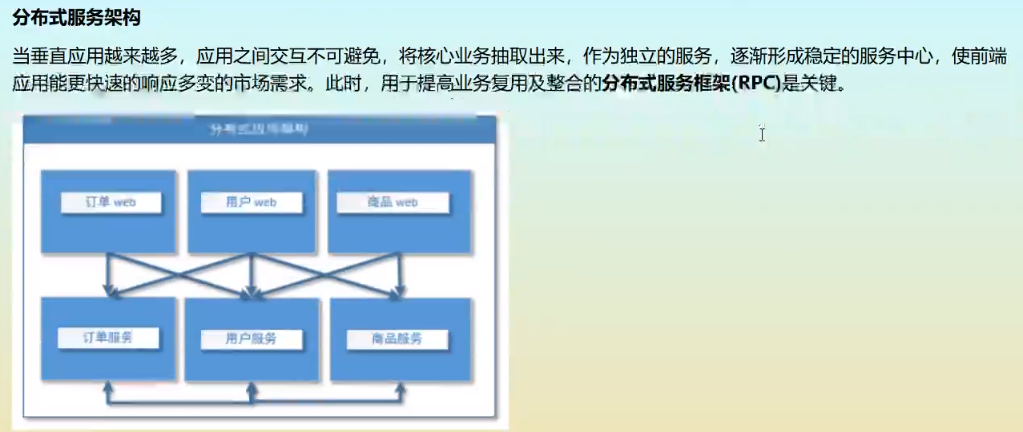 分布式服务架构
当垂直应用越来越多，应用之间交互不可避免，将核心业务抽取出来，作为独立的服务，逐渐形成稳定的服务中心，使前端
应用能更快速的响应多变的市场需求。此时，用于提高业务复用及整合的分布式服务框架(RPC)是关键。
分布式应用架构
订单 web
用户 web
商品 web
订单服务
用户服务
商品服务